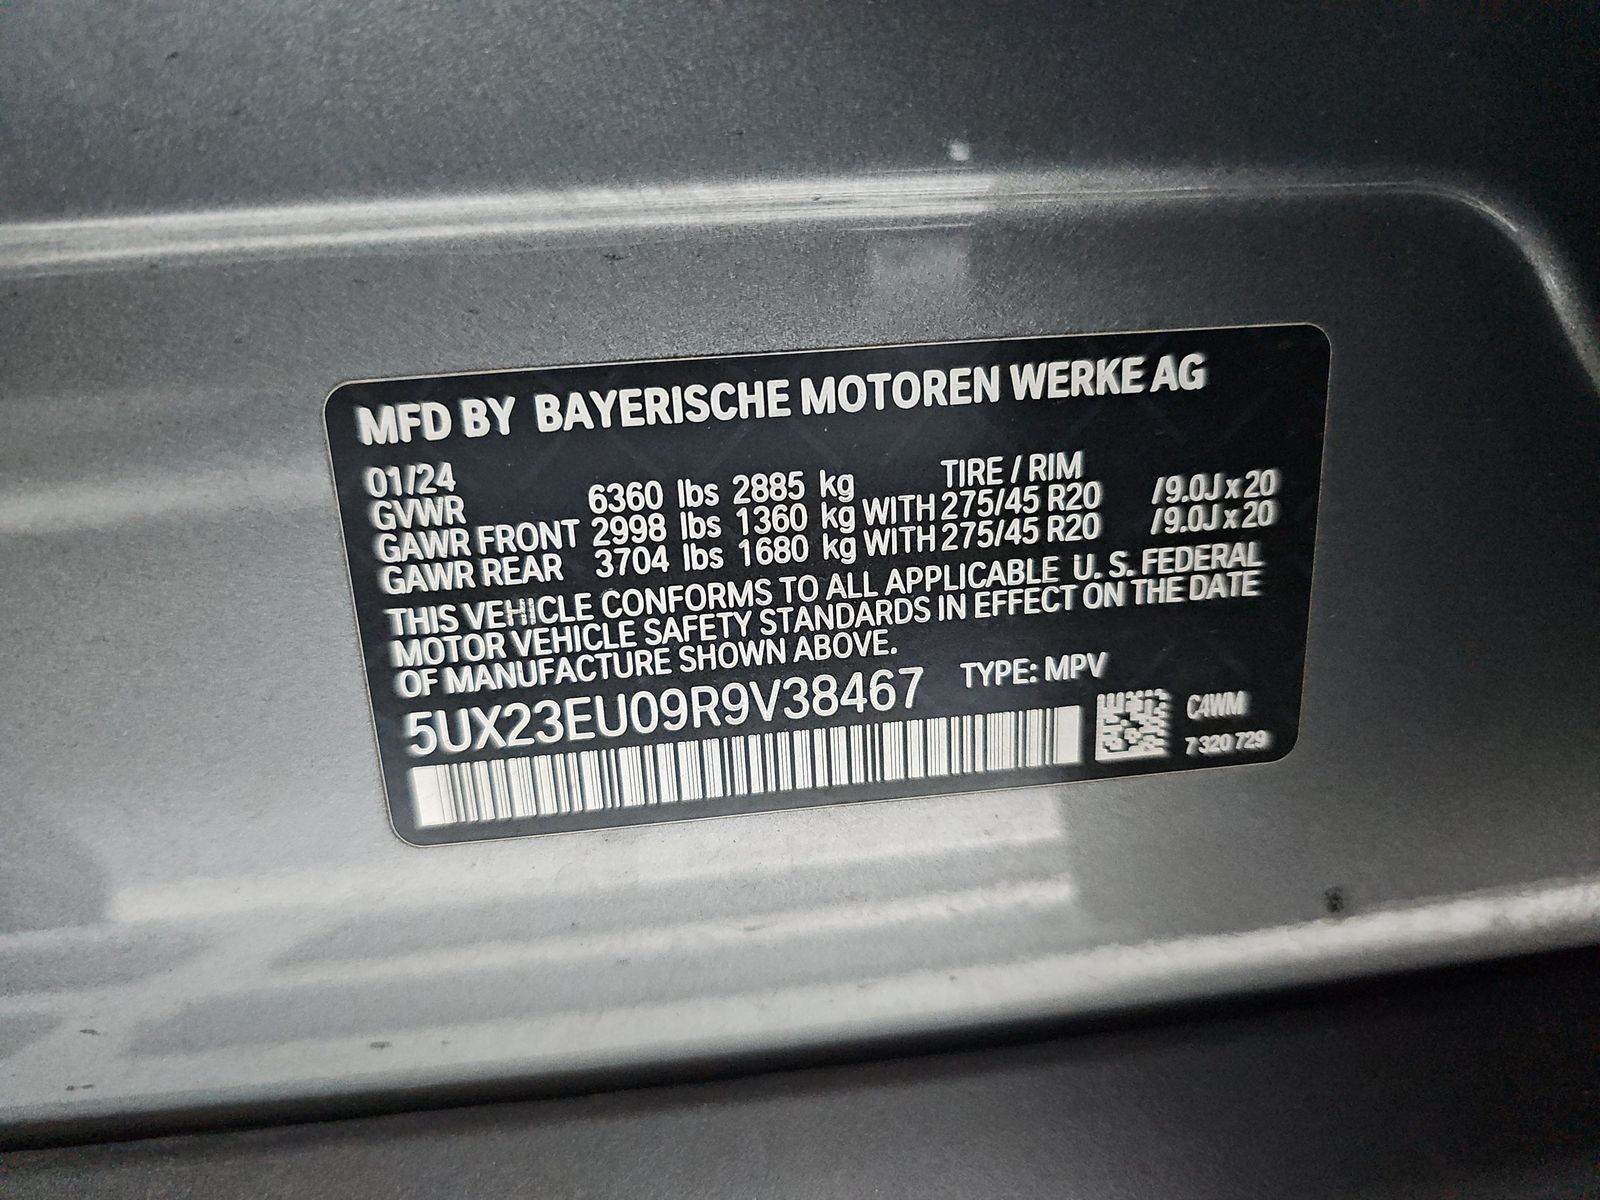 MFD BY BAYERISCHE MOTOREN WERKE AG
01/24 TIRE / RIM
GVWR 6360 lbs 2885 kg
GAWR FRONT 2998 lbs 1360 kg WITH 275/45 R20 /9.0J x 20
GAWR REAR 3704 lbs 1680 kg WITH 275/45 R20 /9.0J x 20
THIS VEHICLE CONFORMS TO ALL APPLICABLE U. S. FEDERAL
MOTOR VEHICLE SAFETY STANDARDS IN EFFECT ON THE DATE
OF MANUFACTURE SHOWN ABOVE.
5UX23EU09R9V38467 TYPE: MPV
C4WM
7 320 729